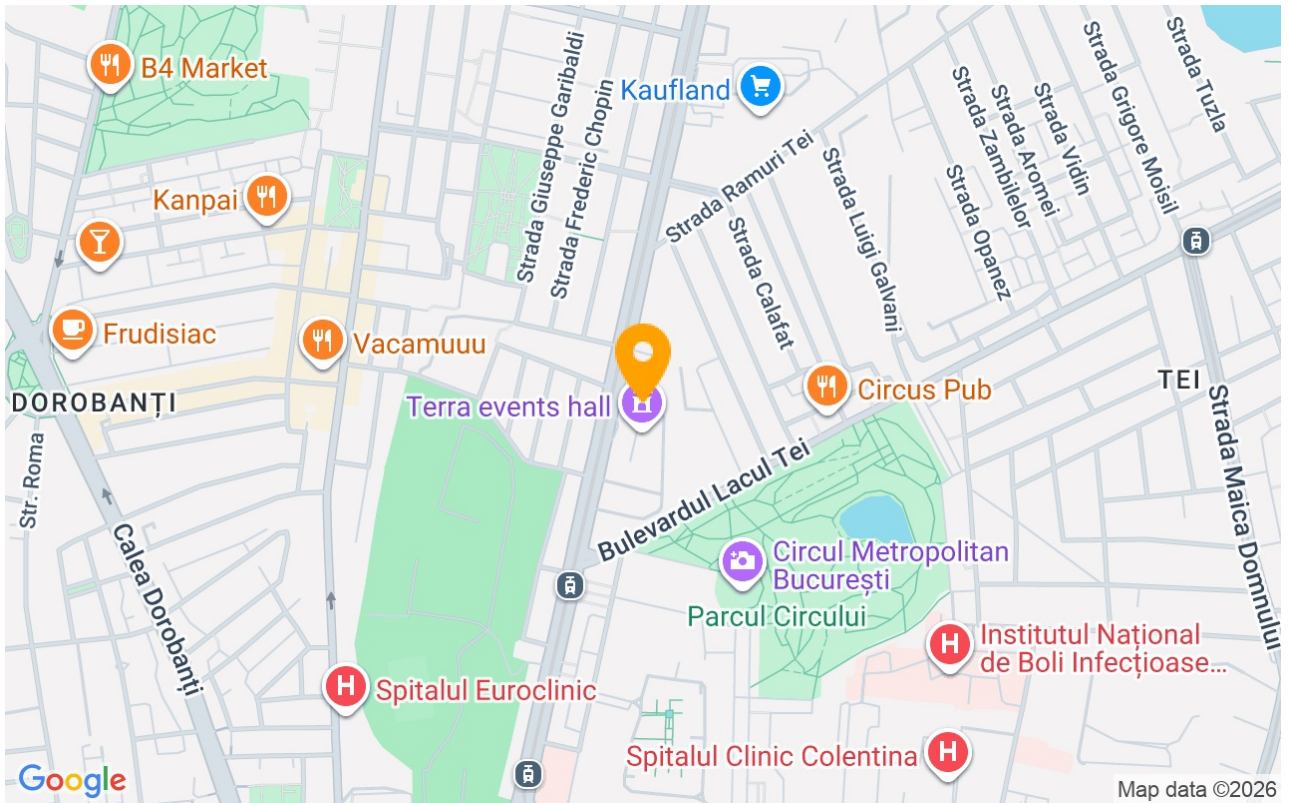 B4 Market
Kaufland
Strada Giuseppe Garibaldi
Strada Frederic Chopin
Strada Ramuri Tei
Strada Luigi Galvani
Strada Calafat
Strada Opanez
Strada Zambilelor
Strada Aromei
Strada Vidin
Strada Grigore Moisil
Strada Tuzla
Kanpai
Frudisiac
Vacamuuu
DOROBANȚI
Terra events hall
Circus Pub
TEI
Str. Roma
Calea Dorobanți
Bulevardul Lacul Tei
Strada Maica Domnului
Circul Metropolitan
București
Parcul Circului
Institutul Național
de Boli Infecțioase...
Spitalul Euroclinic
Spitalul Clinic Colentina
Google
Map data ©2026